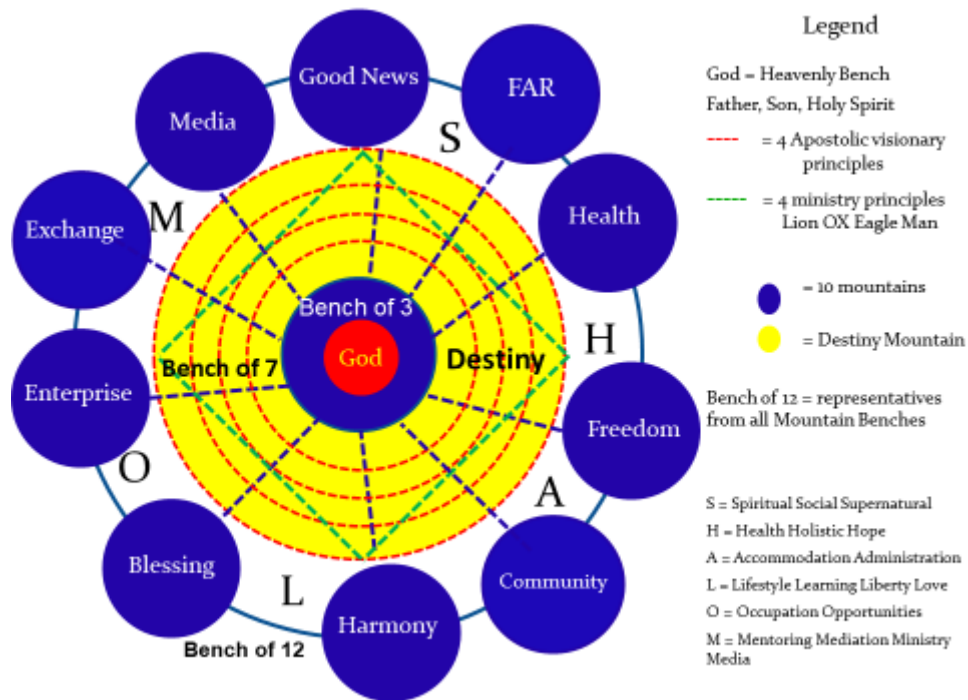 Good News
FAR
S
Media
Health
M
Exchange
Bench of 3
God
H
Bench of 7
Destiny
Enterprise
Freedom
O
A
Blessing
Community
L
Harmony
Bench of 12
Legend
God = Heavenly Bench
Father, Son, Holy Spirit
= 4 Apostolic visionary
principles
= 4 ministry principles
Lion OX Eagle Man
= 10 mountains
= Destiny Mountain
Bench of 12 = representatives
from all Mountain Benches
S = Spiritual Social Supernatural
H = Health Holistic Hope
A = Accommodation Administration
L = Lifestyle Learning Liberty Love
O = Occupation Opportunities
M = Mentoring Mediation Ministry
Media